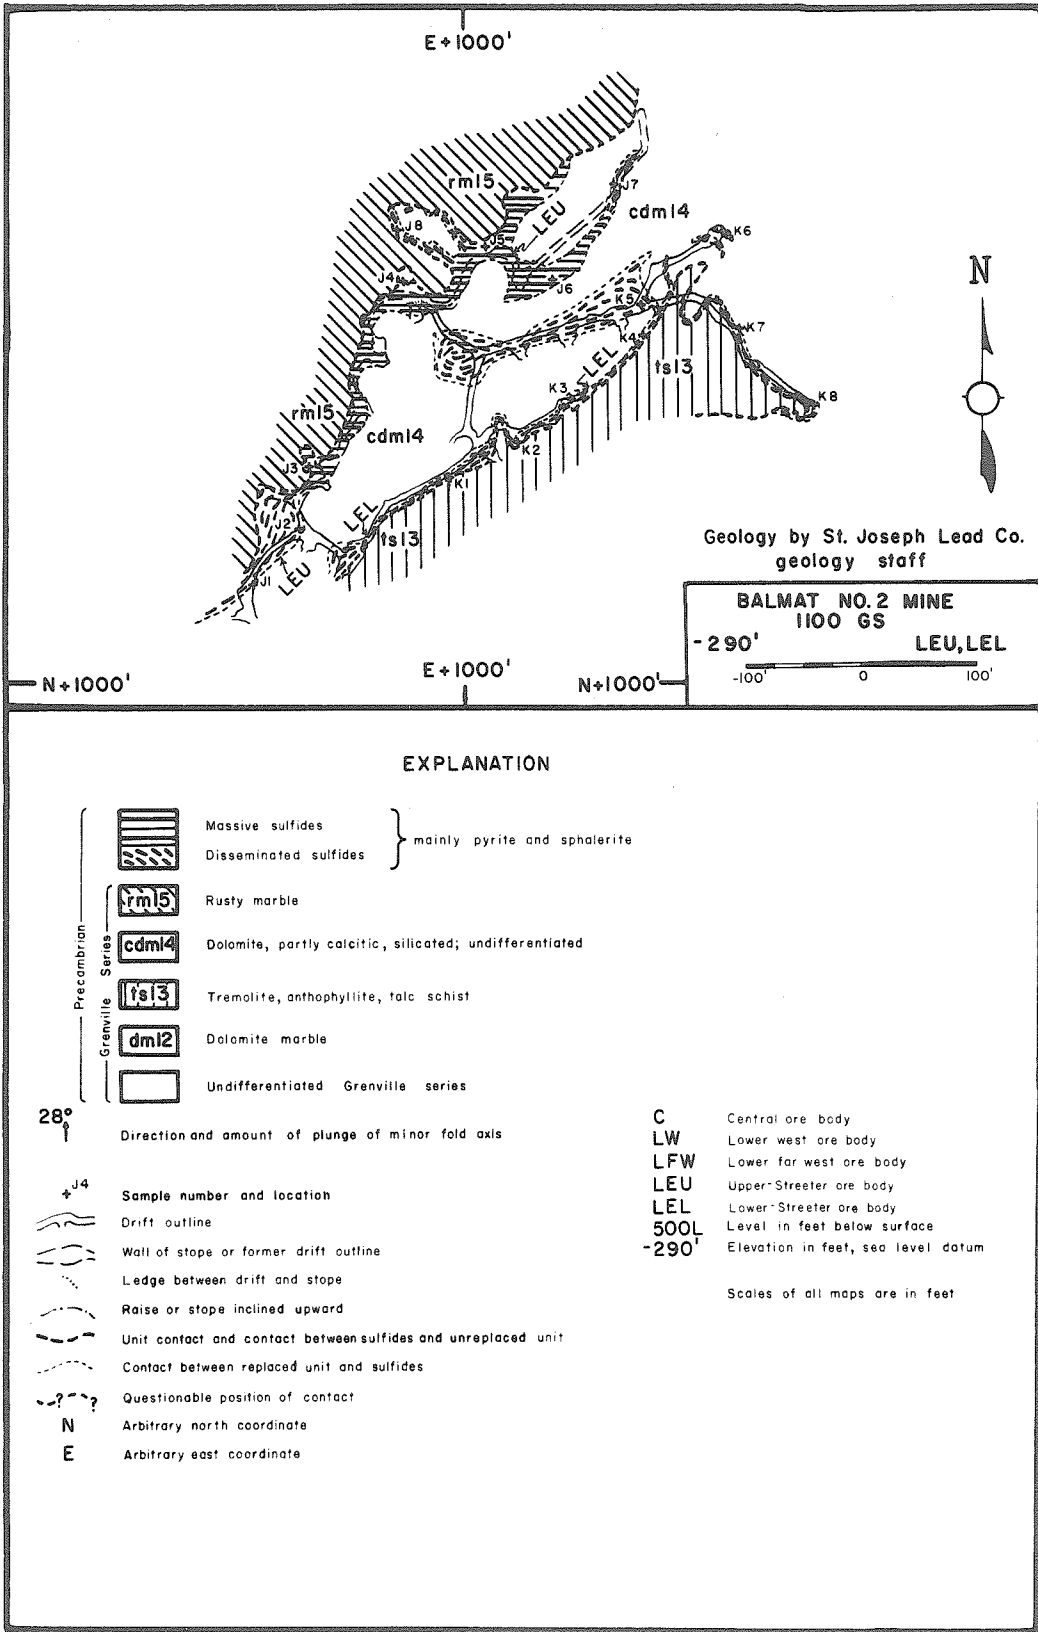 E+1000'
rm15
J7
cdm14
LEU
J8
J5
K6
N
J4
J6
K5
K7
K4
LEL
ts13
K3
K8
rm15
cdm14
K2
J3
K1
LEL
J2
ts13
LEU
J1
Geology by St. Joseph Lead Co.
geology staff
BALMAT NO. 2 MINE
1100 GS
-290' LEU, LEL
-100' 0 100'
N+1000' E+1000' N+1000'
EXPLANATION
Massive sulfides
Disseminated sulfides
mainly pyrite and sphalerite
rm15 Rusty marble
cdm14 Dolomite, partly calcitic, silicated; undifferentiated
ts13 Tremolite, anthophyllite, talc schist
dm12 Dolomite marble
Undifferentiated Grenville series
Precambrian
Grenville Series
28° Direction and amount of plunge of minor fold axis
+J4 Sample number and location
Drift outline
Wall of stope or former drift outline
Ledge between drift and stope
Raise or stope inclined upward
Unit contact and contact between sulfides and unreplaced unit
Contact between replaced unit and sulfides
? ? Questionable position of contact
N Arbitrary north coordinate
E Arbitrary east coordinate
C Central ore body
LW Lower west ore body
LFW Lower far west ore body
LEU Upper-Streeter ore body
LEL Lower-Streeter ore body
500L Level in feet below surface
-290' Elevation in feet, sea level datum
Scales of all maps are in feet